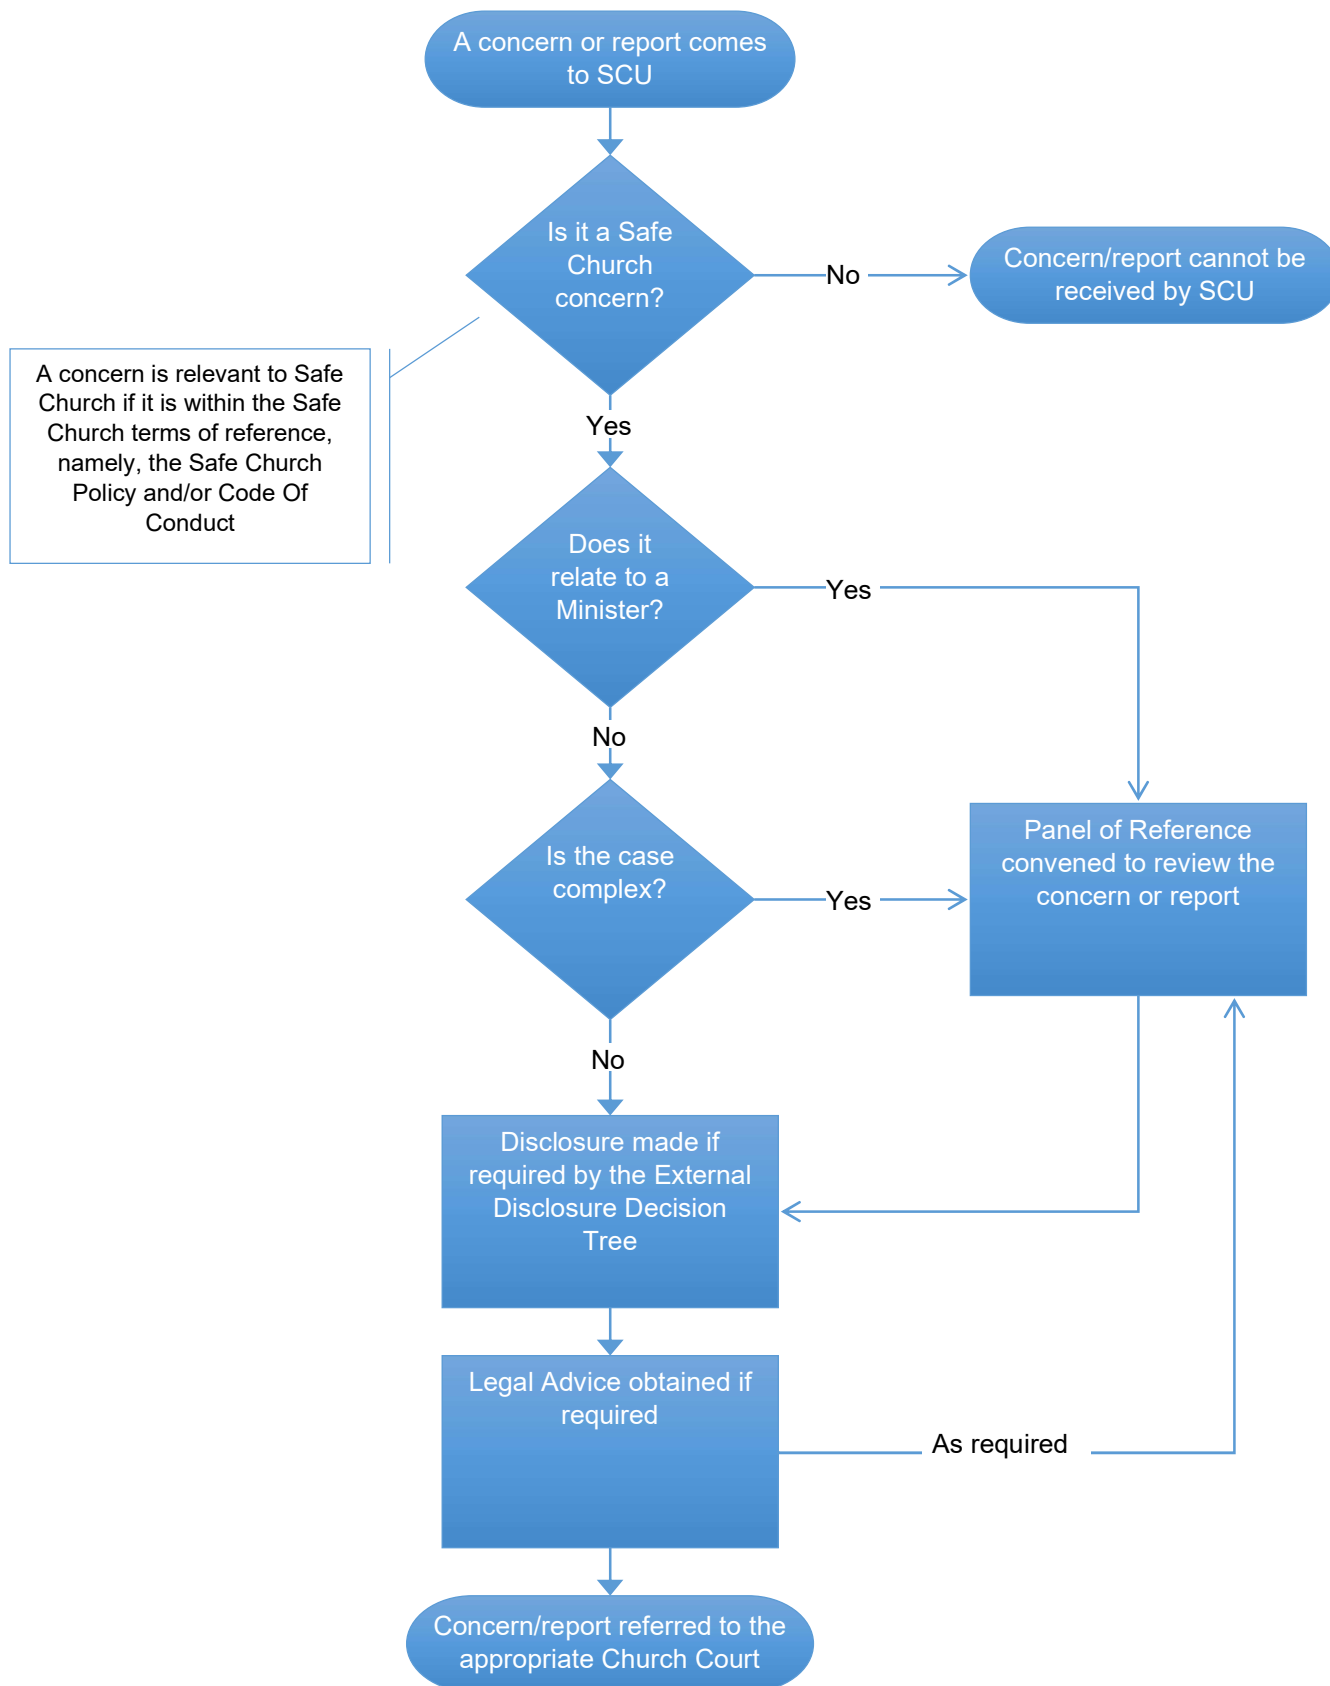 A concern or report comes
to SCU
Is it a Safe
Church
concern?
No
Concern/report cannot be
received by SCU
A concern is relevant to Safe
Church if it is within the Safe
Church terms of reference,
namely, the Safe Church
Policy and/or Code Of
Conduct
Yes
Does it
relate to a
Minister?
Yes
No
Is the case
complex?
Yes
Panel of Reference
convened to review the
concern or report
No
Disclosure made if
required by the External
Disclosure Decision
Tree
Legal Advice obtained if
required
As required
Concern/report referred to the
appropriate Church Court